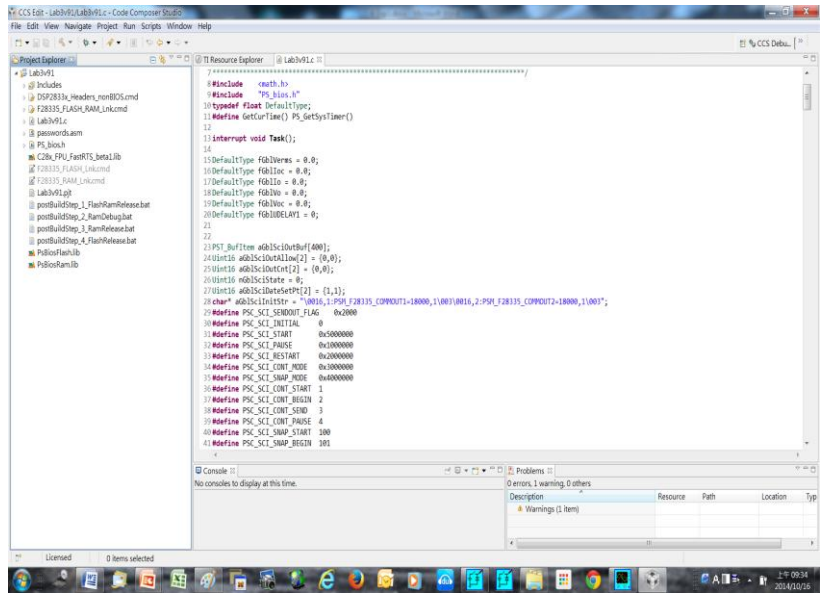 CCS Edit - Lab3v91/Lab3v91.c - Code Composer Studio
File Edit View Navigate Project Run Scripts Window Help
CCS Debu...
Project Explorer
TI Resource Explorer
Lab3v91.c
Lab3v91
Includes
DSP2833x_Headers_nonBIOS.cmd
F28335_FLASH_RAM_Lnk.cmd
Lab3v91.c
passwords.asm
PS_bios.h
C28x_FPU_FastRTS_beta1.lib
F28335_FLASH_Lnk.cmd
F28335_RAM_Lnk.cmd
Lab3v91.pjt
postBuildStep_1_FlashRamRelease.bat
postBuildStep_2_RamDebug.bat
postBuildStep_3_RamRelease.bat
postBuildStep_4_FlashRelease.bat
PsBiosFlash.lib
PsBiosRam.lib
8 #include <math.h>
9 #include "PS_bios.h"
10 typedef float DefaultType;
11 #define GetCurTime() PS_GetSysTimer()
12
13 interrupt void Task();
14
15 DefaultType fGblVerms = 0.0;
16 DefaultType fGblIoc = 0.0;
17 DefaultType fGblIo = 0.0;
18 DefaultType fGblVo = 0.0;
19 DefaultType fGblVoc = 0.0;
20 DefaultType fGblUDELAY1 = 0;
21
22
23 PST_BufItem aGblSciOutBuf[400];
24 Uint16 aGblSciOutAllow[2] = {0,0};
25 Uint16 aGblSciOutCnt[2] = {0,0};
26 Uint16 nGblSciState = 0;
27 Uint16 aGblSciDateSetPt[2] = {1,1};
28 char* aGblSciInitStr = "\0016,1:PSM_F28335_COMMOUT1=18000,1\003\0016,2:PSM_F28335_COMMOUT2=18000,1\003";
29 #define PSC_SCI_SENDOUT_FLAG 0x2000
30 #define PSC_SCI_INITIAL 0
31 #define PSC_SCI_START 0x5000000
32 #define PSC_SCI_PAUSE 0x1000000
33 #define PSC_SCI_RESTART 0x2000000
34 #define PSC_SCI_CONT_MODE 0x3000000
35 #define PSC_SCI_SNAP_MODE 0x4000000
36 #define PSC_SCI_CONT_START 1
37 #define PSC_SCI_CONT_BEGIN 2
38 #define PSC_SCI_CONT_SEND 3
39 #define PSC_SCI_CONT_PAUSE 4
40 #define PSC_SCI_SNAP_START 100
41 #define PSC_SCI_SNAP_BEGIN 101
Console
No consoles to display at this time.
Problems
0 errors, 1 warning, 0 others
Description Resource Path Location Typ
Warnings (1 item)
Licensed
0 items selected
上午 09:34
2014/10/16